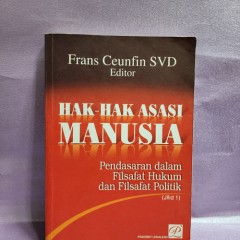 Frans Ceunfin SVD
Editor
HAK-HAK ASASI
MANUSIA
Pendasaran dalam
Filsafat Hukum
dan Filsafat Politik
(Jilid 1)